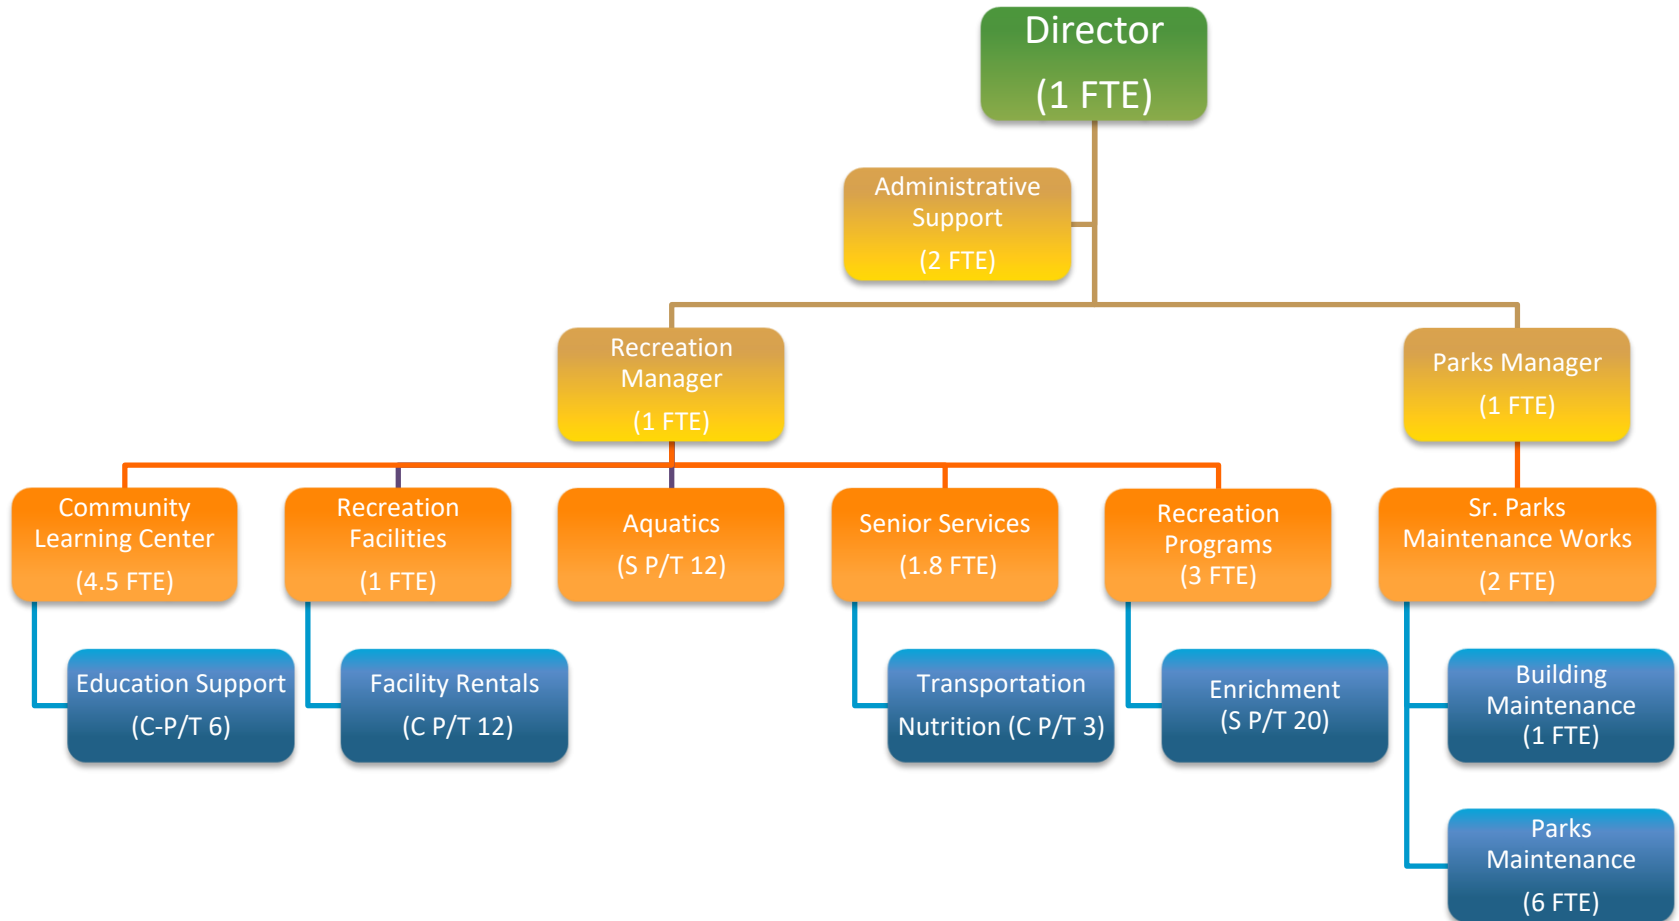 Director
(1 FTE)
Administrative
Support
(2 FTE)
Recreation
Manager
(1 FTE)
Parks Manager
(1 FTE)
Community
Learning Center
(4.5 FTE)
Recreation
Facilities
(1 FTE)
Aquatics
(S P/T 12)
Senior Services
(1.8 FTE)
Recreation
Programs
(3 FTE)
Sr. Parks
Maintenance Works
(2 FTE)
Education Support
(C-P/T 6)
Facility Rentals
(C P/T 12)
Transportation
Nutrition (C P/T 3)
Enrichment
(S P/T 20)
Building
Maintenance
(1 FTE)
Parks
Maintenance
(6 FTE)